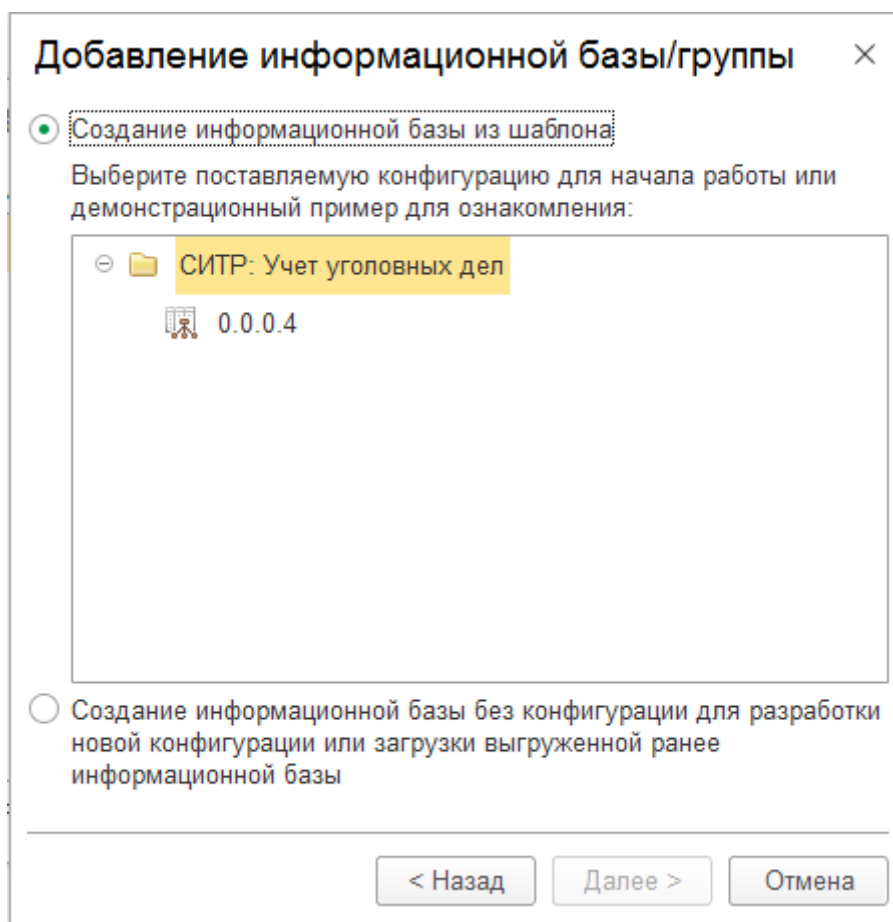 Добавление информационной базы/группы
Создание информационной базы из шаблона
Выберите поставляемую конфигурацию для начала работы или
демонстрационный пример для ознакомления:
СИТР: Учет уголовных дел
0.0.0.4
Создание информационной базы без конфигурации для разработки
новой конфигурации или загрузки выгруженной ранее
информационной базы
< Назад
Далее >
Отмена